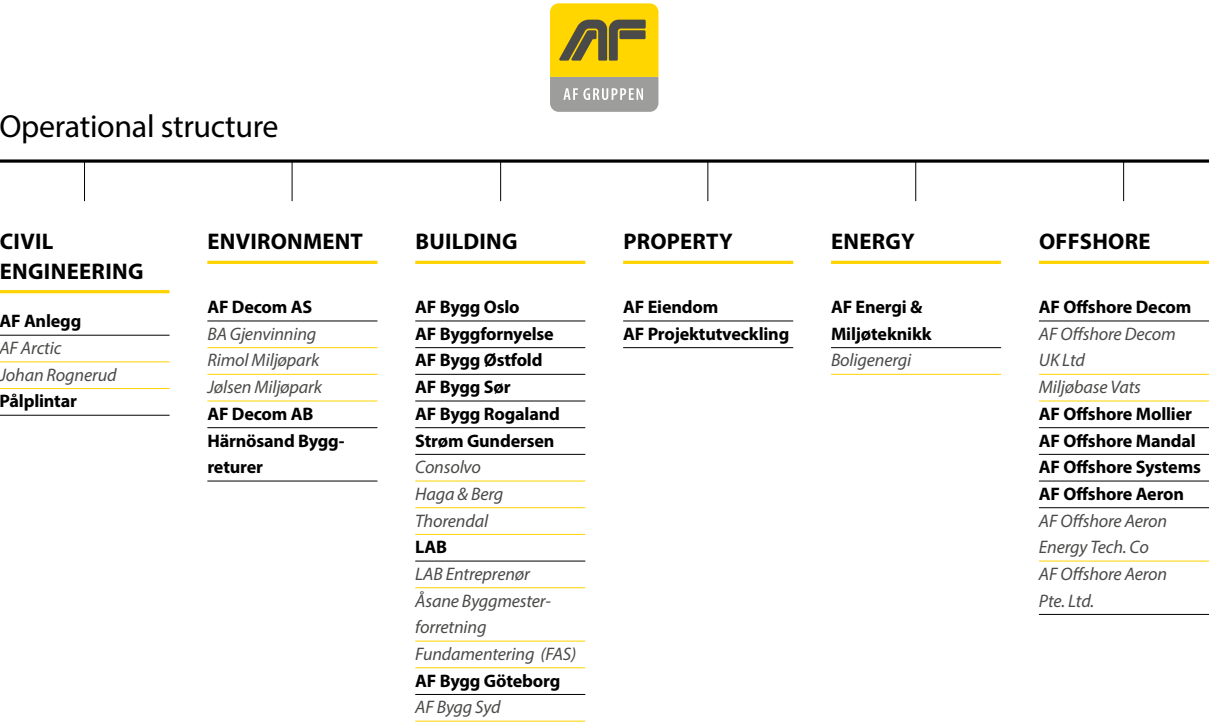 AF
AF GRUPPEN
Operational structure
CIVIL
ENGINEERING
AF Anlegg
AF Arctic
Johan Rognerud
Pålplintar
ENVIRONMENT
AF Decom AS
BA Gjenvinning
Rimol Miljøpark
Jølsen Miljøpark
AF Decom AB
Härnösand Bygg-
returer
BUILDING
AF Bygg Oslo
AF Byggfornyelse
AF Bygg Østfold
AF Bygg Sør
AF Bygg Rogaland
Strøm Gundersen
Consolvo
Haga & Berg
Thorendal
LAB
LAB Entreprenør
Åsane Byggmester-
forretning
Fundamentering (FAS)
AF Bygg Göteborg
AF Bygg Syd
PROPERTY
AF Eiendom
AF Projektutveckling
ENERGY
AF Energi &
Miljøteknikk
Boligenergi
OFFSHORE
AF Offshore Decom
AF Offshore Decom
UK Ltd
Miljøbase Vats
AF Offshore Mollier
AF Offshore Mandal
AF Offshore Systems
AF Offshore Aeron
AF Offshore Aeron
Energy Tech. Co
AF Offshore Aeron
Pte. Ltd.